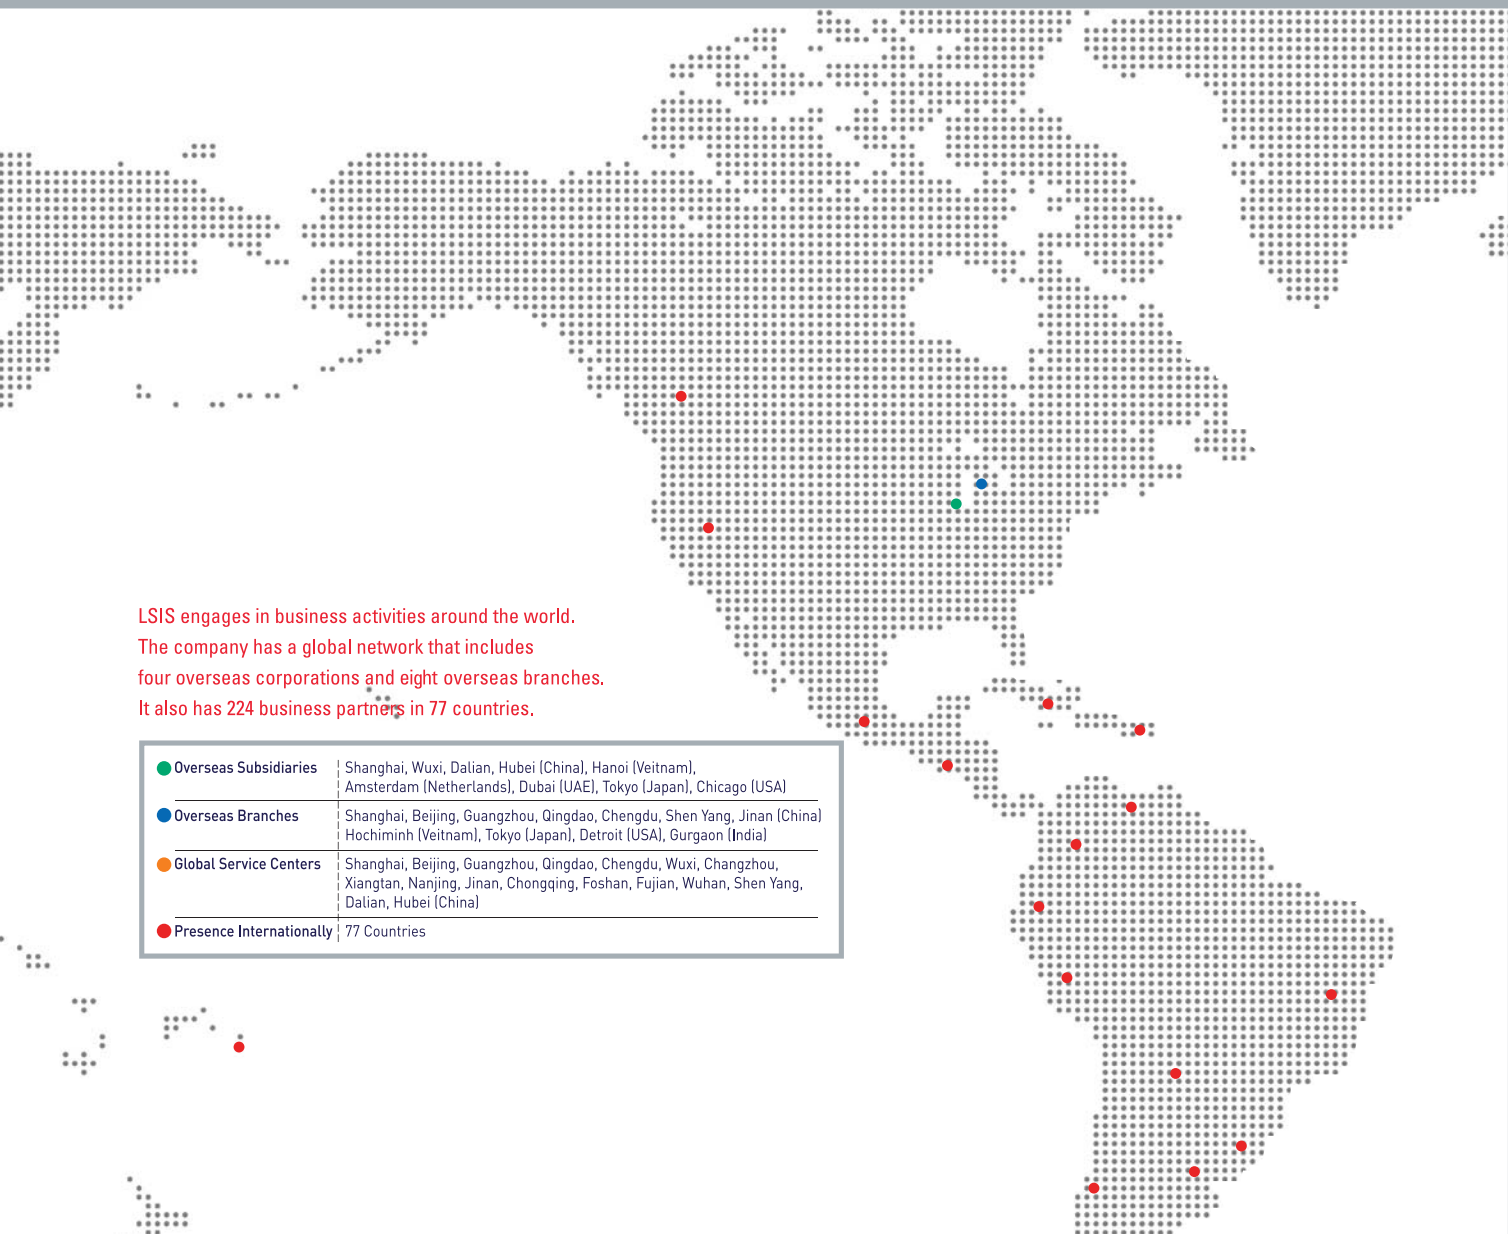 LSIS engages in business activities around the world.
The company has a global network that includes
four overseas corporations and eight overseas branches.
It also has 224 business partners in 77 countries.
Overseas Subsidiaries
Shanghai, Wuxi, Dalian, Hubei (China), Hanoi (Veitnam),
Amsterdam (Netherlands), Dubai (UAE), Tokyo (Japan), Chicago (USA)
Overseas Branches
Shanghai, Beijing, Guangzhou, Qingdao, Chengdu, Shen Yang, Jinan (China)
Hochiminh (Veitnam), Tokyo (Japan), Detroit (USA), Gurgaon (India)
Global Service Centers
Shanghai, Beijing, Guangzhou, Qingdao, Chengdu, Wuxi, Changzhou,
Xiangtan, Nanjing, Jinan, Chongqing, Foshan, Fujian, Wuhan, Shen Yang,
Dalian, Hubei (China)
Presence Internationally
77 Countries